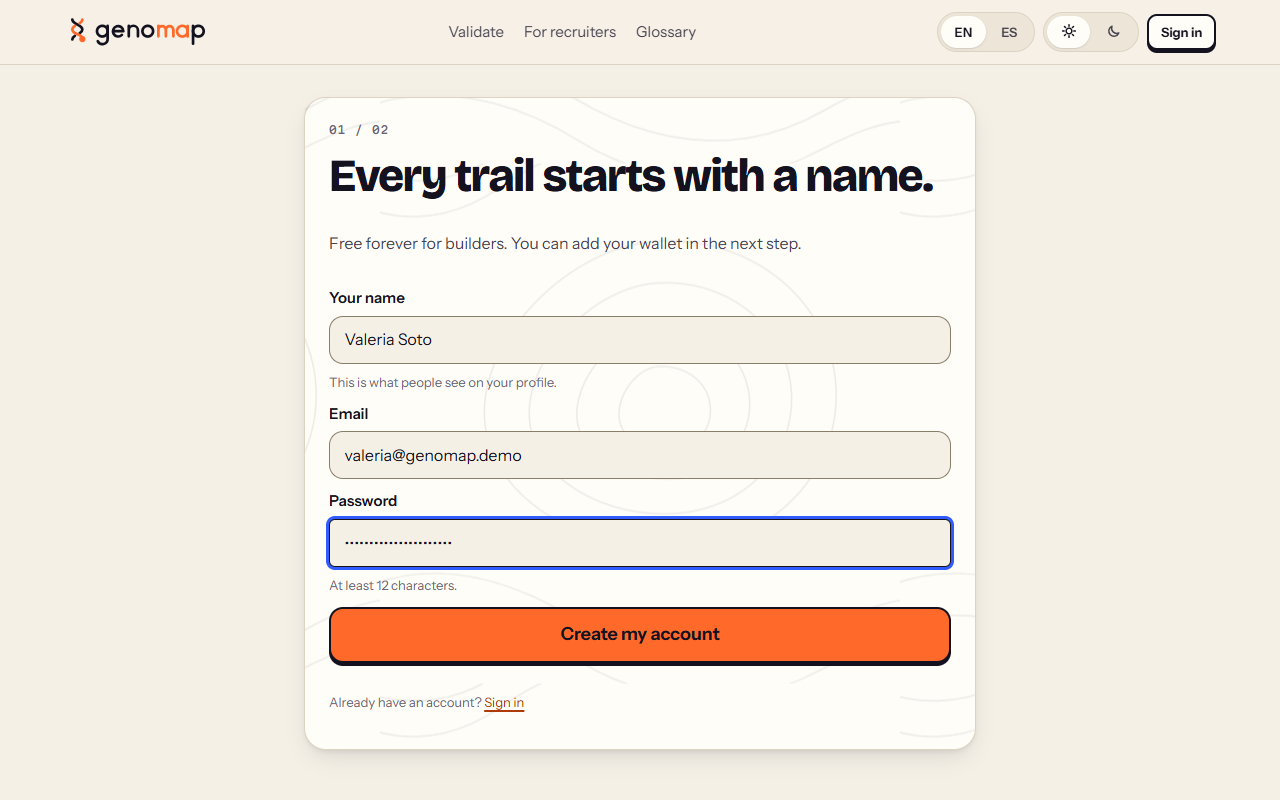 genomap
Validate
For recruiters
Glossary
EN
ES
Sign in
01 / 02
Every trail starts with a name.
Free forever for builders. You can add your wallet in the next step.
Your name
Valeria Soto
This is what people see on your profile.
Email
valeria@genomap.demo
Password
At least 12 characters.
Create my account
Already have an account? Sign in